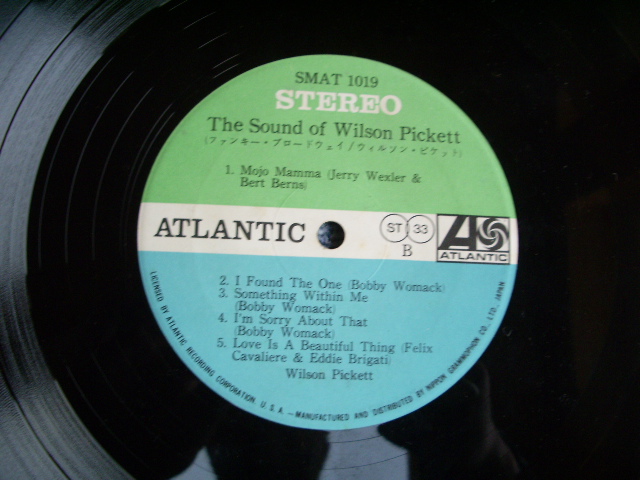 SMAT 1019
STEREO
The Sound of Wilson Pickett
(ファンキー・ブロードウェイ/ウィルソン・ピケット)
1. Mojo Mamma (Jerry Wexler &
Bert Berns)
ATLANTIC
ST 33
B
ATLANTIC
2. I Found The One (Bobby Womack)
3. Something Within Me
(Bobby Womack)
4. I'm Sorry About That
(Bobby Womack)
5. Love Is A Beautiful Thing (Felix
Cavaliere & Eddie Brigati)
Wilson Pickett
LICENSED BY ATLANTIC RECORDING CORPORATION, U.S.A. —MANUFACTURED AND DISTRIBUTED BY NIPPON GRAMMOPHON CO., LTD., JAPAN